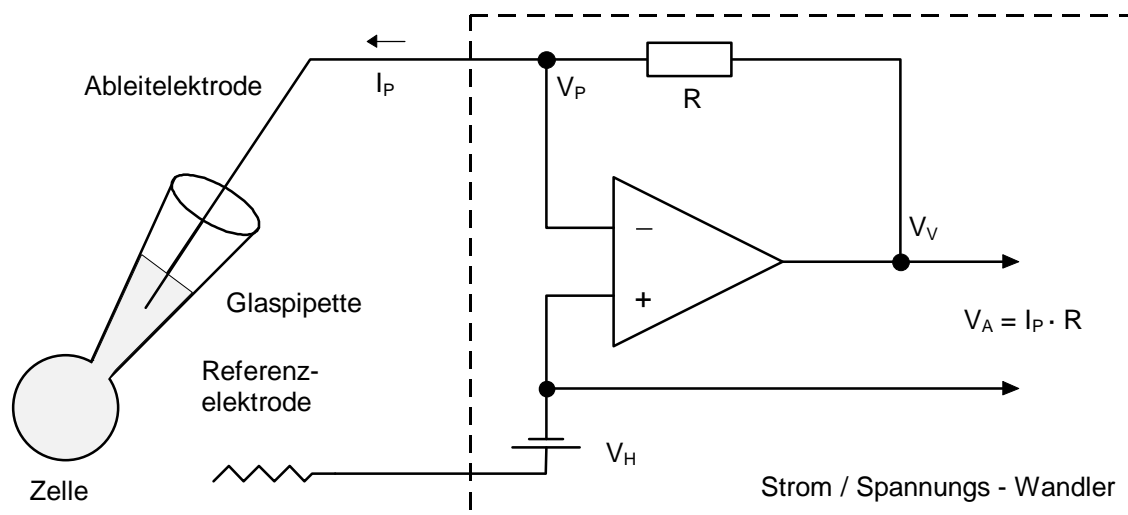 Ableitelektrode
I_P
V_P
R
−
+
V_V
Glaspipette
V_A = I_P · R
Referenz-
elektrode
V_H
Zelle
Strom / Spannungs - Wandler